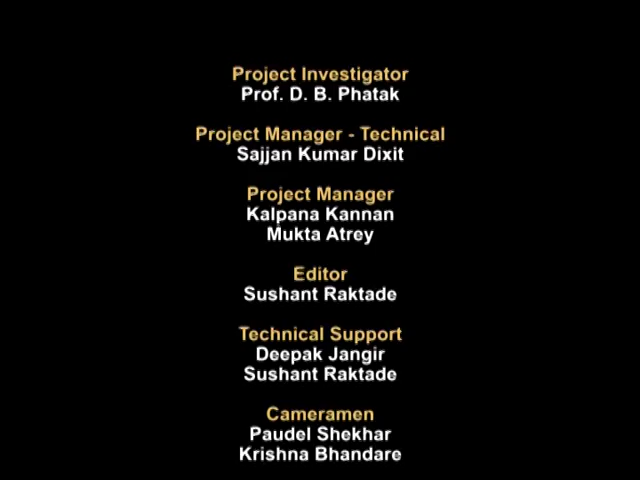 Project Investigator
Prof. D. B. Phatak
Project Manager - Technical
Sajjan Kumar Dixit
Project Manager
Kalpana Kannan
Mukta Atrey
Editor
Sushant Raktade
Technical Support
Deepak Jangir
Sushant Raktade
Cameramen
Paudel Shekhar
Krishna Bhandare